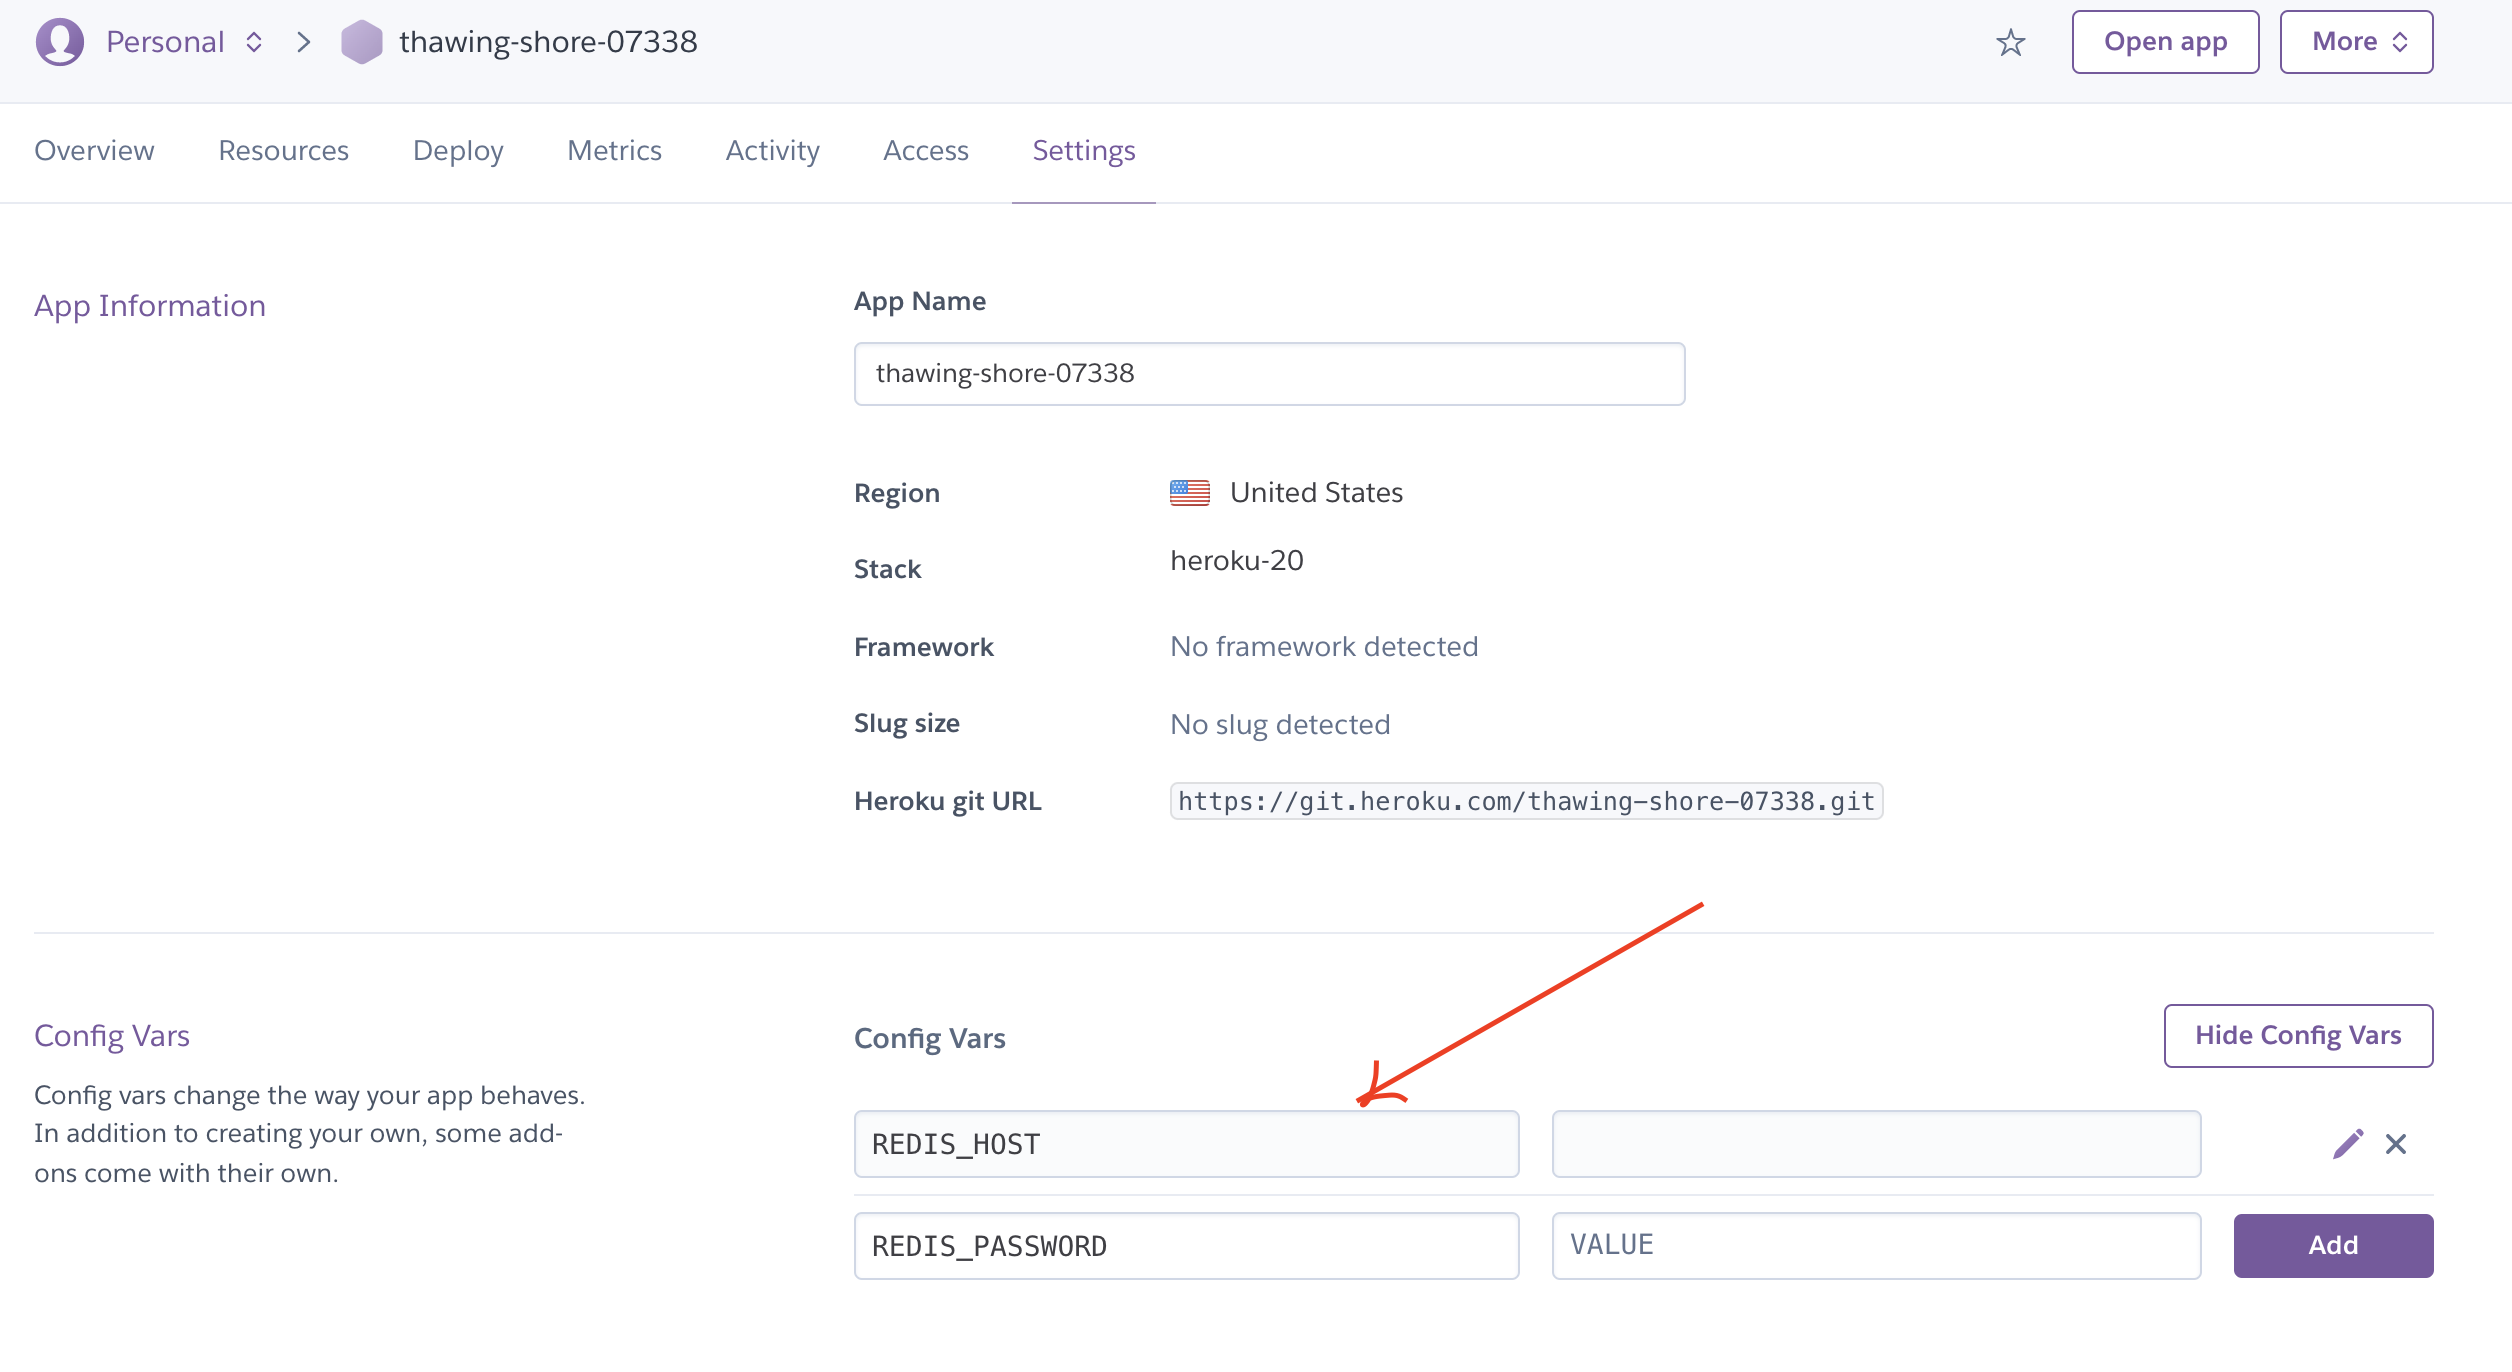 Personal
thawing-shore-07338
Open app
More
Overview
Resources
Deploy
Metrics
Activity
Access
Settings
App Information
App Name
thawing-shore-07338
Region
United States
Stack
heroku-20
Framework
No framework detected
Slug size
No slug detected
Heroku git URL
https://git.heroku.com/thawing-shore-07338.git
Config Vars
Config vars change the way your app behaves.
In addition to creating your own, some add-
ons come with their own.
Config Vars
Hide Config Vars
REDIS_HOST
REDIS_PASSWORD
VALUE
Add